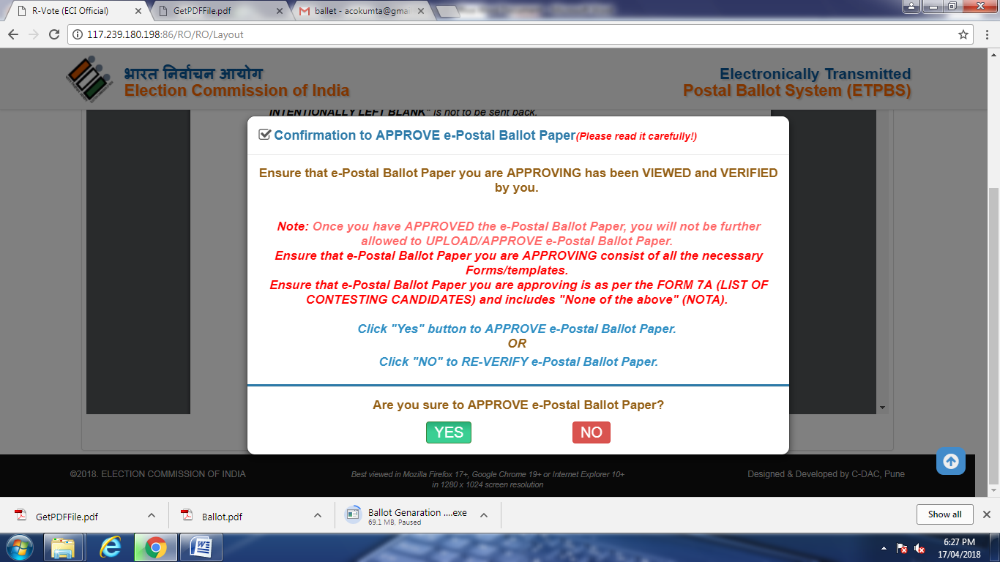 R-Vote (ECI Official)
GetPDFFile.pdf
ballet - acokumta@gma
117.239.180.198:86/RO/RO/Layout
भारत निर्वाचन आयोग
Election Commission of India
Electronically Transmitted
Postal Ballot System (ETPBS)
INTENTIONALLY LEFT BLANK" is not to be sent back.
Confirmation to APPROVE e-Postal Ballot Paper(Please read it carefully!)
Ensure that e-Postal Ballot Paper you are APPROVING has been VIEWED and VERIFIED
by you.
Note: Once you have APPROVED the e-Postal Ballot Paper, you will not be further
allowed to UPLOAD/APPROVE e-Postal Ballot Paper.
Ensure that e-Postal Ballot Paper you are APPROVING consist of all the necessary
Forms/templates.
Ensure that e-Postal Ballot Paper you are approving is as per the FORM 7A (LIST OF
CONTESTING CANDIDATES) and includes "None of the above" (NOTA).
Click "Yes" button to APPROVE e-Postal Ballot Paper.
OR
Click "NO" to RE-VERIFY e-Postal Ballot Paper.
Are you sure to APPROVE e-Postal Ballot Paper?
YES
NO
©2018. ELECTION COMMISSION OF INDIA
Best viewed in Mozilla Firefox 17+, Google Chrome 19+ or Internet Explorer 10+
in 1280 x 1024 screen resolution
Designed & Developed by C-DAC, Pune
GetPDFFile.pdf
Ballot.pdf
Ballot Genaration ....exe
69.1 MB, Paused
Show all
6:27 PM
17/04/2018